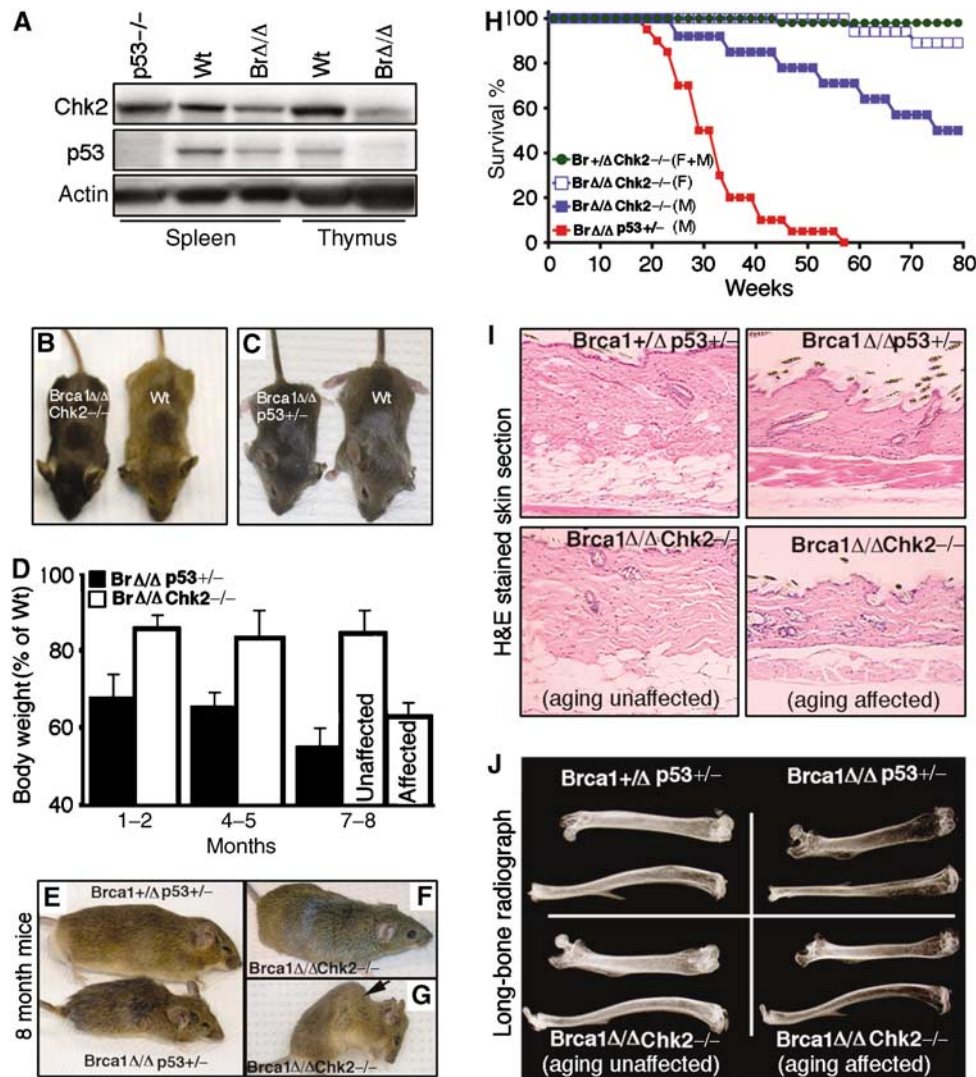 A
p53−/−
Wt
BrΔ/Δ
Wt
BrΔ/Δ
Chk2
p53
Actin
Spleen
Thymus
B
Brca1Δ/Δ
Chk2−/−
Wt
C
Brca1Δ/Δ
p53+/−
Wt
D
BrΔ/Δ p53+/−
BrΔ/Δ Chk2−/−
Body weight (% of Wt)
100
80
60
40
Unaffected
Affected
1–2
4–5
7–8
Months
8 month mice
E
Brca1+/Δ p53+/−
Brca1Δ/Δ p53+/−
F
Brca1Δ/ΔChk2−/−
G
Brca1Δ/ΔChk2−/−
H
Survival %
100
80
60
40
20
0
Br+/Δ Chk2−/−(F+M)
BrΔ/Δ Chk2−/−(F)
BrΔ/Δ Chk2−/−(M)
BrΔ/Δ p53+/− (M)
0 10 20 30 40 50 60 70 80
Weeks
I
H&E stained skin section
Brca1+/Δ p53+/−
Brca1Δ/Δp53+/−
Brca1Δ/ΔChk2−/−
(aging unaffected)
Brca1Δ/ΔChk2−/−
(aging affected)
J
Long-bone radiograph
Brca1+/Δ p53+/−
Brca1Δ/Δ p53+/−
Brca1Δ/ΔChk2−/−
(aging unaffected)
Brca1Δ/Δ Chk2−/−
(aging affected)